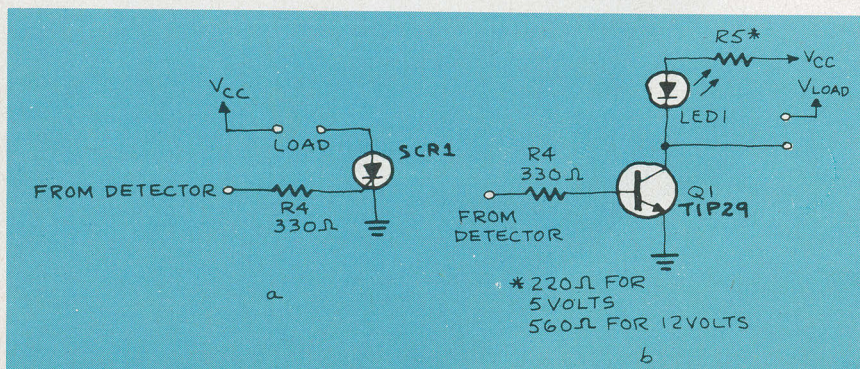 VCC
LOAD
SCR1
FROM DETECTOR
R4
330Ω
a
R5*
VCC
VLOAD
LED1
R4
330Ω
Q1
TIP29
FROM
DETECTOR
* 220Ω FOR
5 VOLTS
560Ω FOR 12VOLTS
b